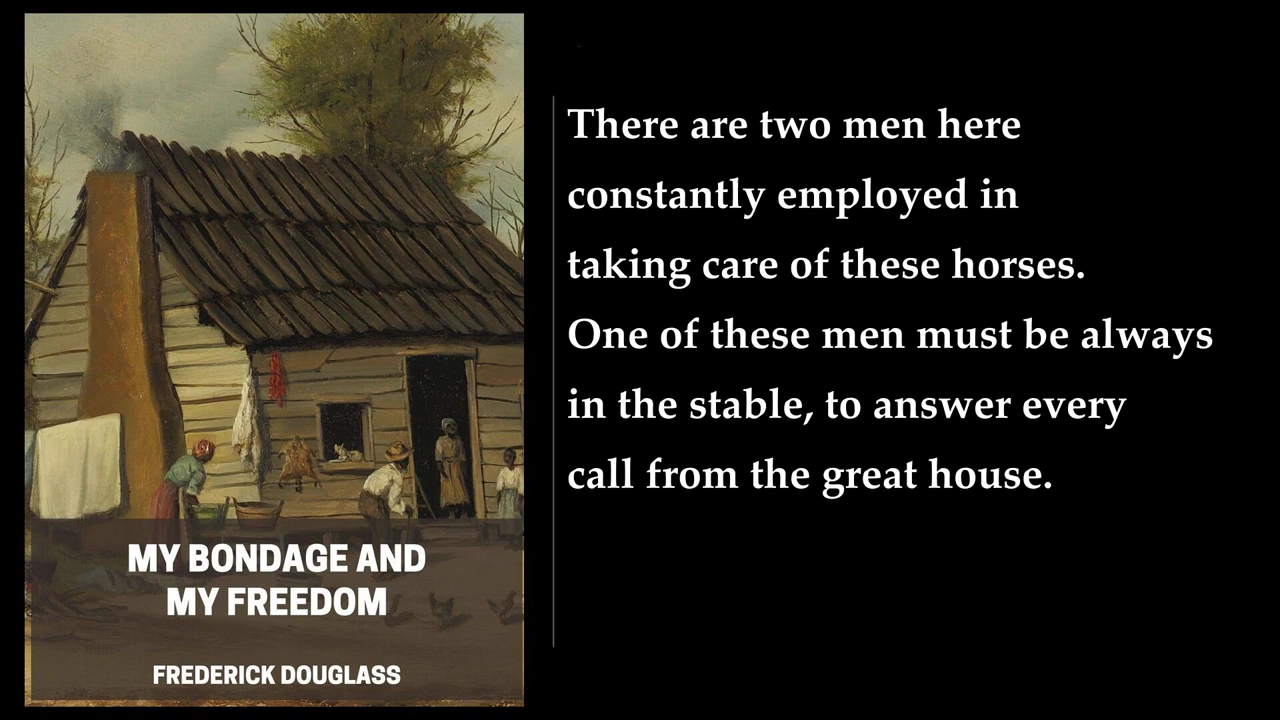 MY BONDAGE AND
MY FREEDOM
FREDERICK DOUGLASS
There are two men here
constantly employed in
taking care of these horses.
One of these men must be always
in the stable, to answer every
call from the great house.